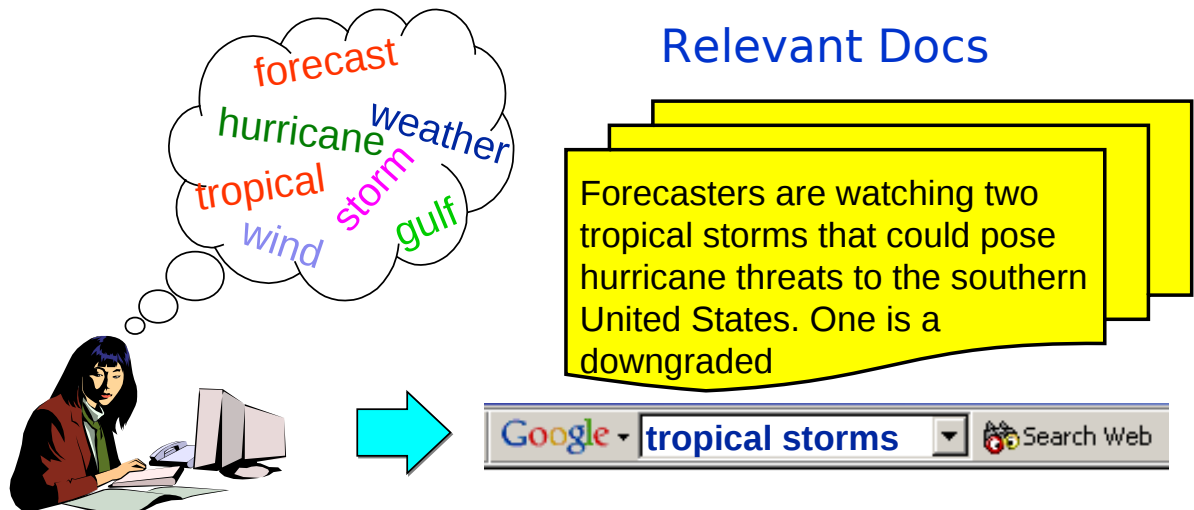 forecast
hurricane
weather
tropical
storm
wind
gulf
Relevant Docs
Forecasters are watching two
tropical storms that could pose
hurricane threats to the southern
United States. One is a
downgraded
Google tropical storms Search Web